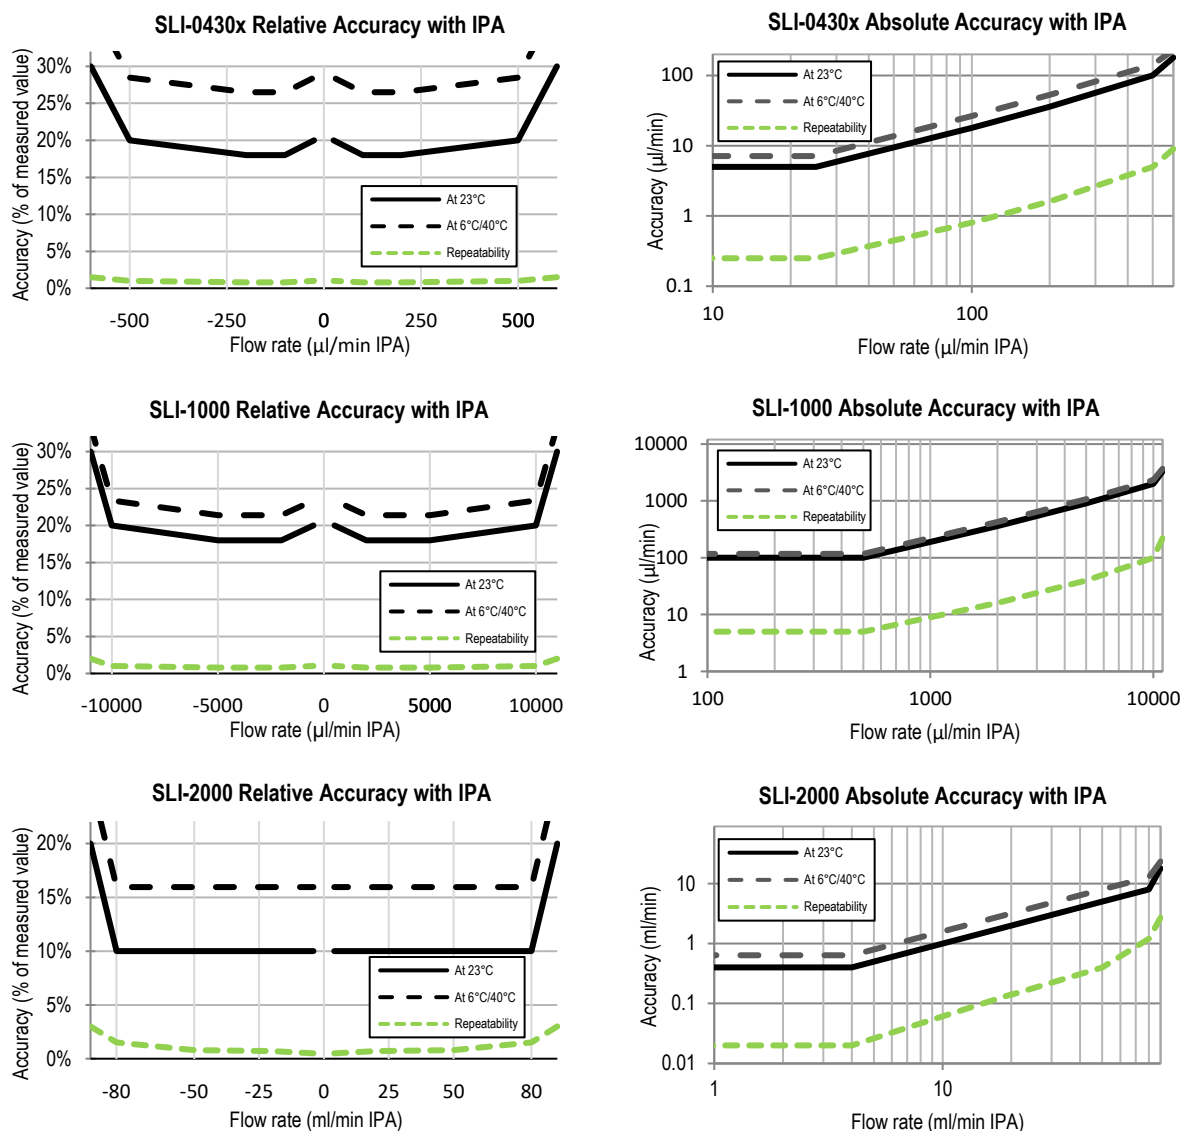 SLI-0430x Relative Accuracy with IPA
Accuracy (% of measured value)
30%
25%
20%
15%
10%
5%
0%
At 23°C
At 6°C/40°C
Repeatability
-500 -250 0 250 500
Flow rate (µl/min IPA)
SLI-0430x Absolute Accuracy with IPA
Accuracy (µl/min)
100
10
1
0.1
At 23°C
At 6°C/40°C
Repeatability
10 100
Flow rate (µl/min IPA)
SLI-1000 Relative Accuracy with IPA
Accuracy (% of measured value)
30%
25%
20%
15%
10%
5%
0%
At 23°C
At 6°C/40°C
Repeatability
-10000 -5000 0 5000 10000
Flow rate (µl/min IPA)
SLI-1000 Absolute Accuracy with IPA
Accuracy (µl/min)
10000
1000
100
10
1
At 23°C
At 6°C/40°C
Repeatability
100 1000 10000
Flow rate (µl/min IPA)
SLI-2000 Relative Accuracy with IPA
Accuracy (% of measured value)
20%
15%
10%
5%
0%
At 23°C
At 6°C/40°C
Repeatability
-80 -50 -25 0 25 50 80
Flow rate (ml/min IPA)
SLI-2000 Absolute Accuracy with IPA
Accuracy (ml/min)
10
1
0.1
0.01
At 23°C
At 6°C/40°C
Repeatability
1 10
Flow rate (ml/min IPA)